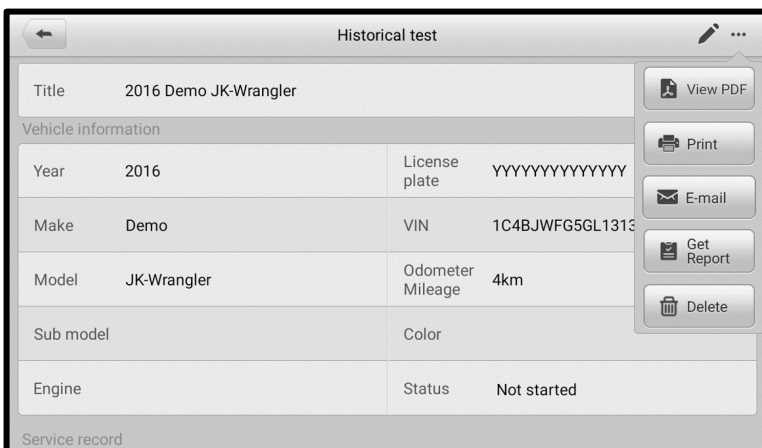 Historical test
Title 2016 Demo JK-Wrangler
View PDF
Vehicle information
Print
Year 2016 License plate YYYYYYYYYYYYYY
E-mail
Make Demo VIN 1C4BJWFG5GL1313
Get Report
Model JK-Wrangler Odometer Mileage 4km
Delete
Sub model Color
Engine Status Not started
Service record